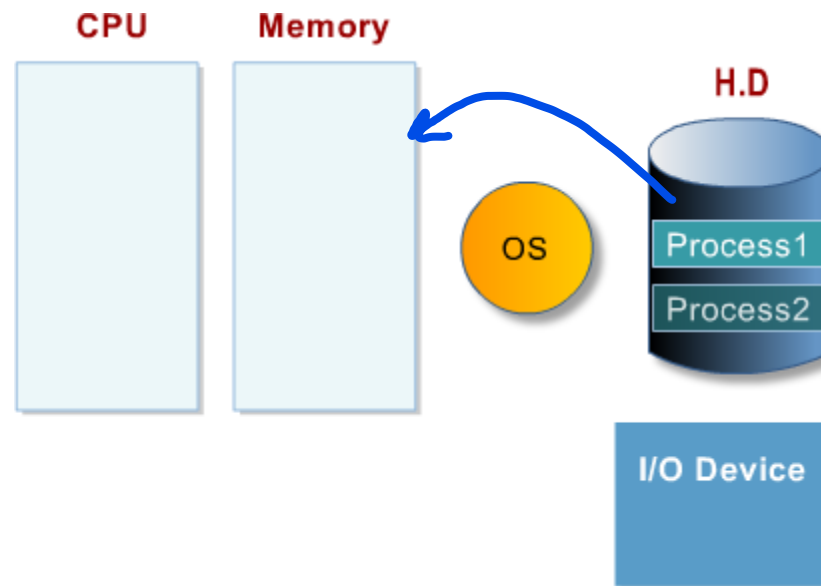 CPU
Memory
H.D
OS
Process1
Process2
I/O Device